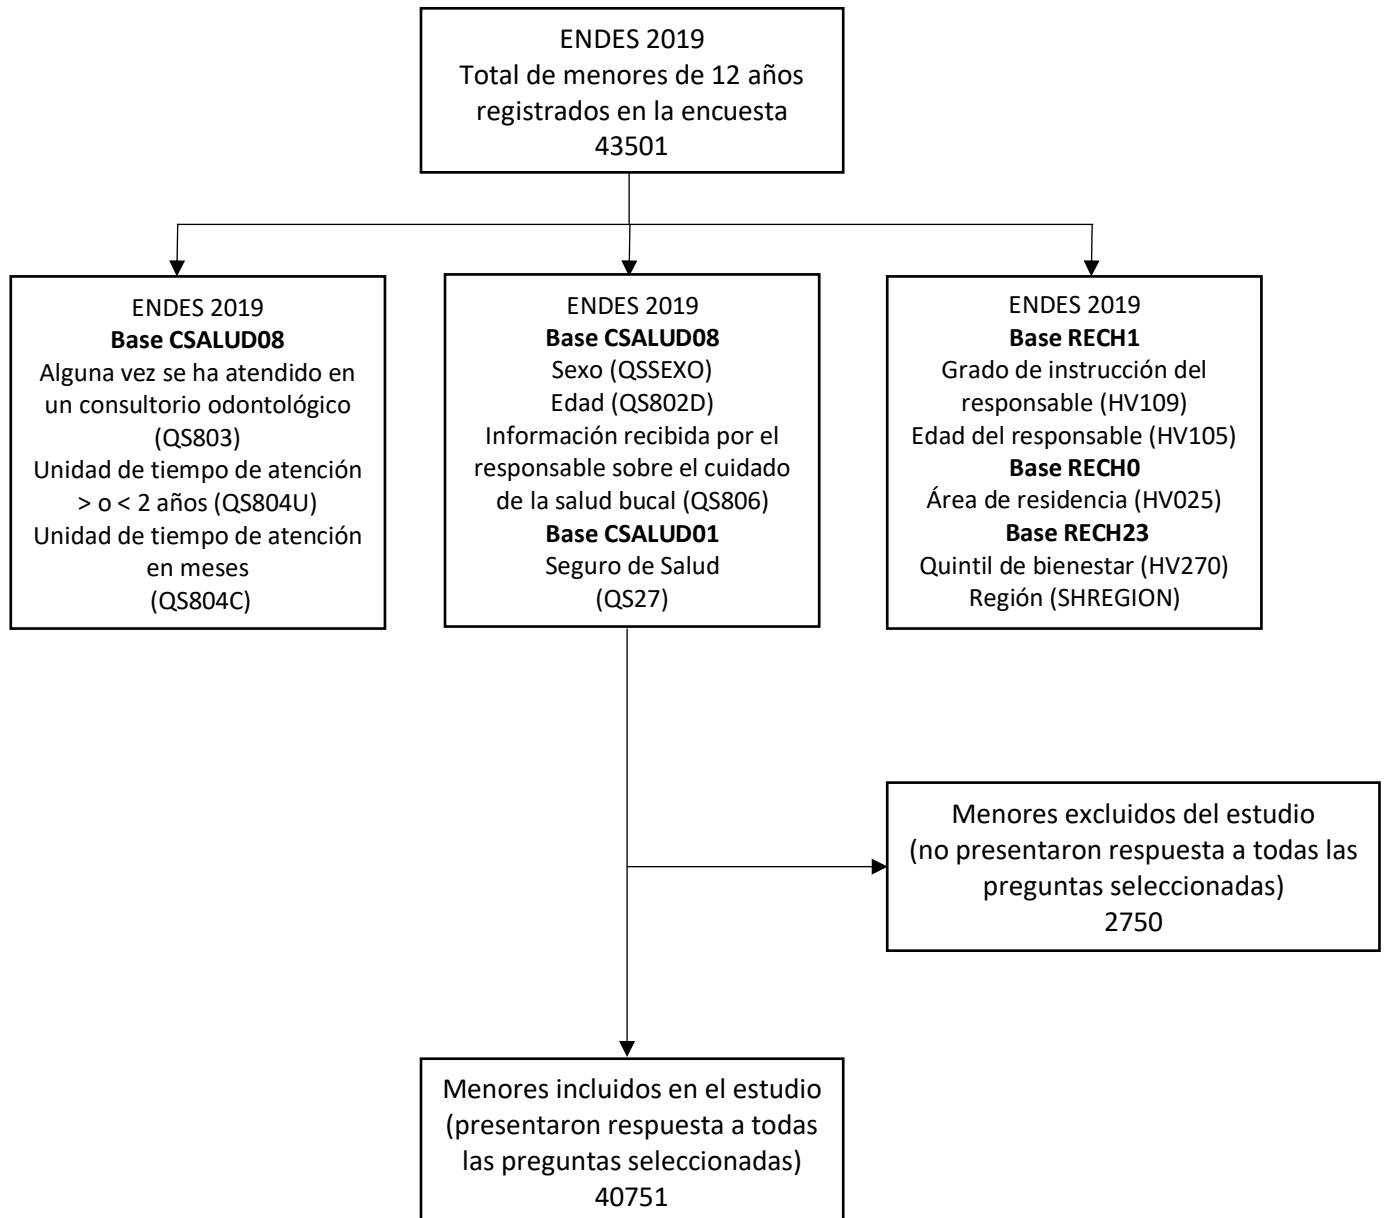 ENDES 2019
Total de menores de 12 años
registrados en la encuesta
43501
ENDES 2019
Base CSALUD08
Alguna vez se ha atendido en
un consultorio odontológico
(QS803)
Unidad de tiempo de atención
> o < 2 años (QS804U)
Unidad de tiempo de atención
en meses
(QS804C)
ENDES 2019
Base CSALUD08
Sexo (QSSEXO)
Edad (QS802D)
Información recibida por el
responsable sobre el cuidado
de la salud bucal (QS806)
Base CSALUD01
Seguro de Salud
(QS27)
ENDES 2019
Base RECH1
Grado de instrucción del
responsable (HV109)
Edad del responsable (HV105)
Base RECH0
Área de residencia (HV025)
Base RECH23
Quintil de bienestar (HV270)
Región (SHREGION)
Menores excluidos del estudio
(no presentaron respuesta a todas las
preguntas seleccionadas)
2750
Menores incluidos en el estudio
(presentaron respuesta a todas
las preguntas seleccionadas)
40751